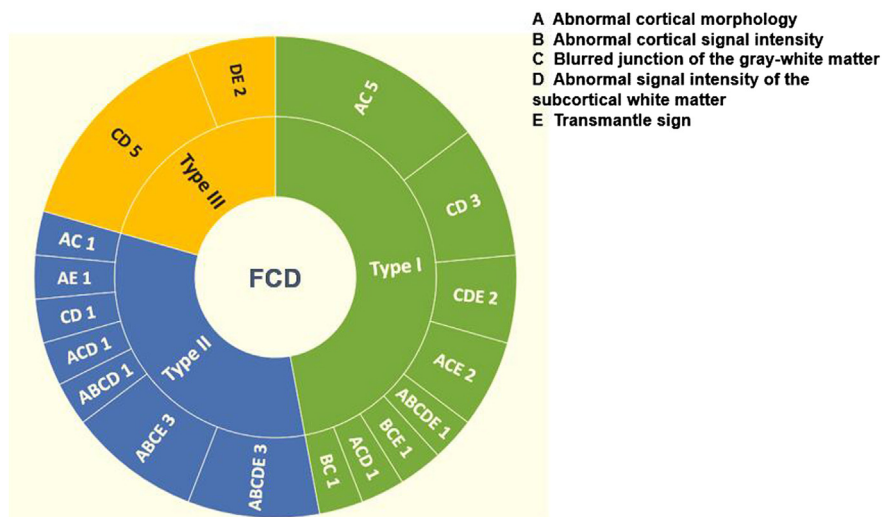 A Abnormal cortical morphology
B Abnormal cortical signal intensity
C Blurred junction of the gray-white matter
D Abnormal signal intensity of the
subcortical white matter
E Transmantle sign
FCD
Type I
AC 5
CD 3
CDE 2
ACE 2
ABCDE 1
BCE 1
ACD 1
BC 1
Type II
ABCDE 3
ABCE 3
ABCD 1
ACD 1
CD 1
AE 1
AC 1
Type III
CD 5
DE 2